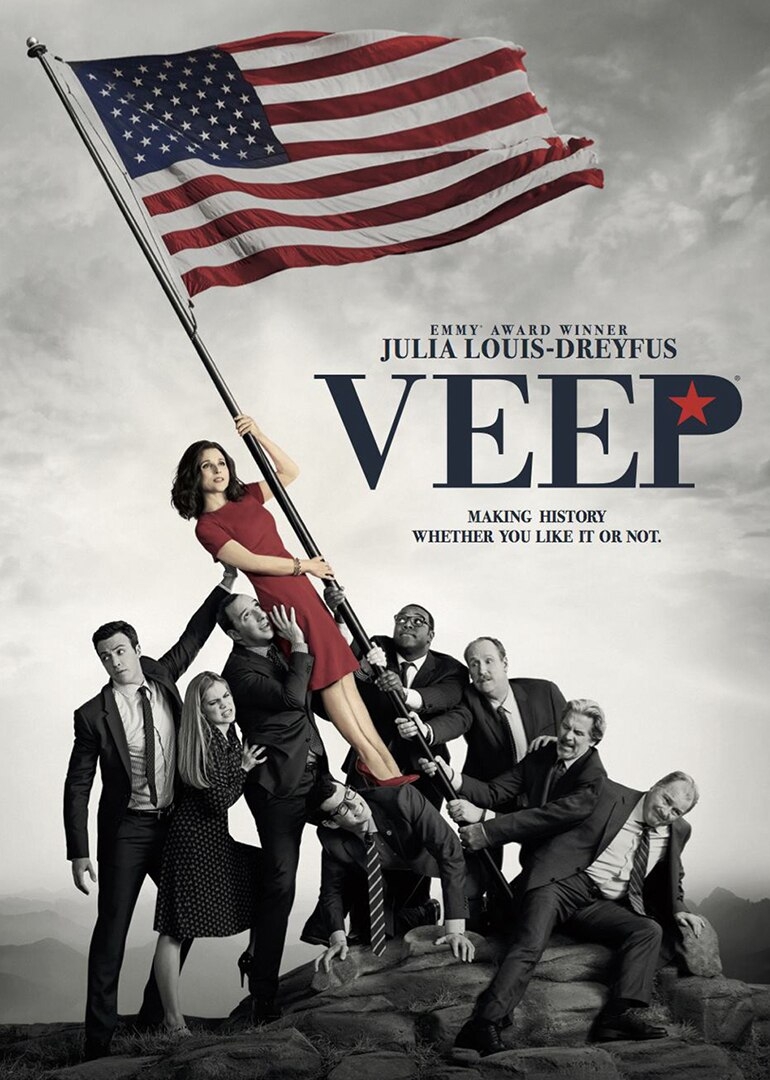 EMMY® AWARD WINNER
JULIA LOUIS-DREYFUS
VEEP®
MAKING HISTORY
WHETHER YOU LIKE IT OR NOT.